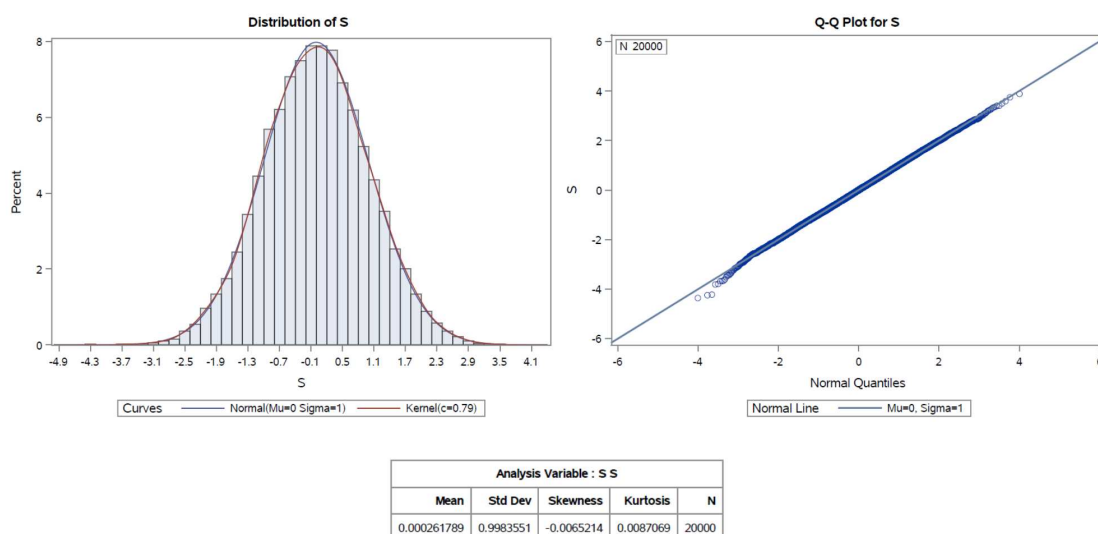 Distribution of S
Percent
8
6
4
2
0
-4.9 -4.3 -3.7 -3.1 -2.5 -1.9 -1.3 -0.7 -0.1 0.5 1.1 1.7 2.3 2.9 3.5 4.1
S
Curves Normal(Mu=0 Sigma=1) Kernel(c=0.79)
Q-Q Plot for S
N 20000
S
6
4
2
0
-2
-4
-6
-6 -4 -2 0 2 4 6
Normal Quantiles
Normal Line Mu=0, Sigma=1
Analysis Variable : S S
Mean Std Dev Skewness Kurtosis N
0.000261789 0.9983551 -0.0065214 0.0087069 20000